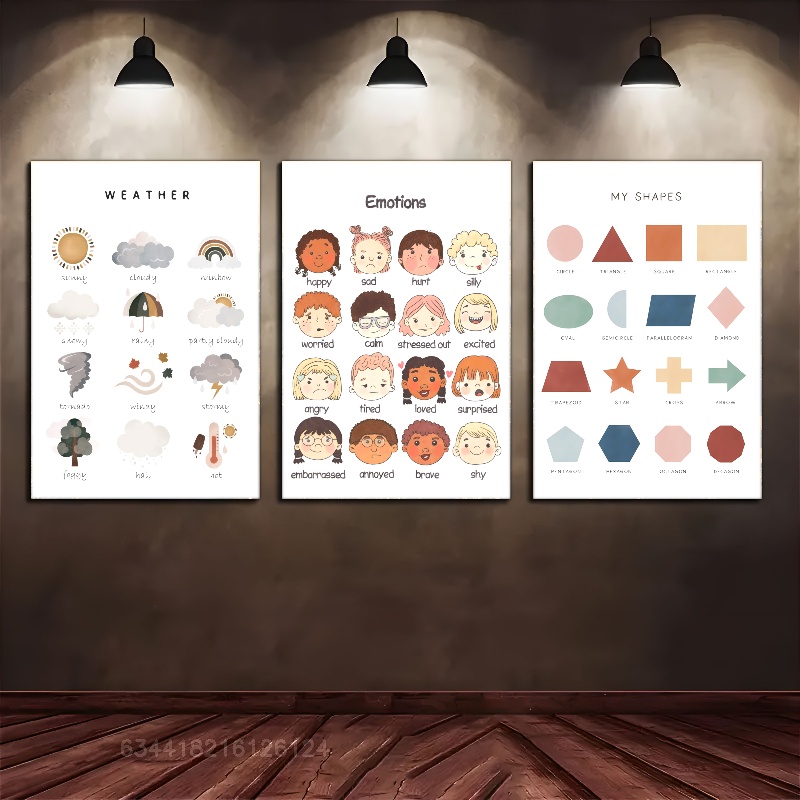 WEATHER
sunny cloudy rainbow
snowy rainy partly cloudy
tornado windy stormy
foggy hail hot
Emotions
happy sad hurt silly
worried calm stressed out excited
angry tired loved surprised
embarrassed annoyed brave shy
MY SHAPES
CIRCLE TRIANGLE SQUARE RECTANGLE
OVAL SEMICIRCLE PARALLELOGRAM DIAMOND
TRAPEZOID STAR CROSS ARROW
PENTAGON HEXAGON OCTAGON DECAGON
634418216126124